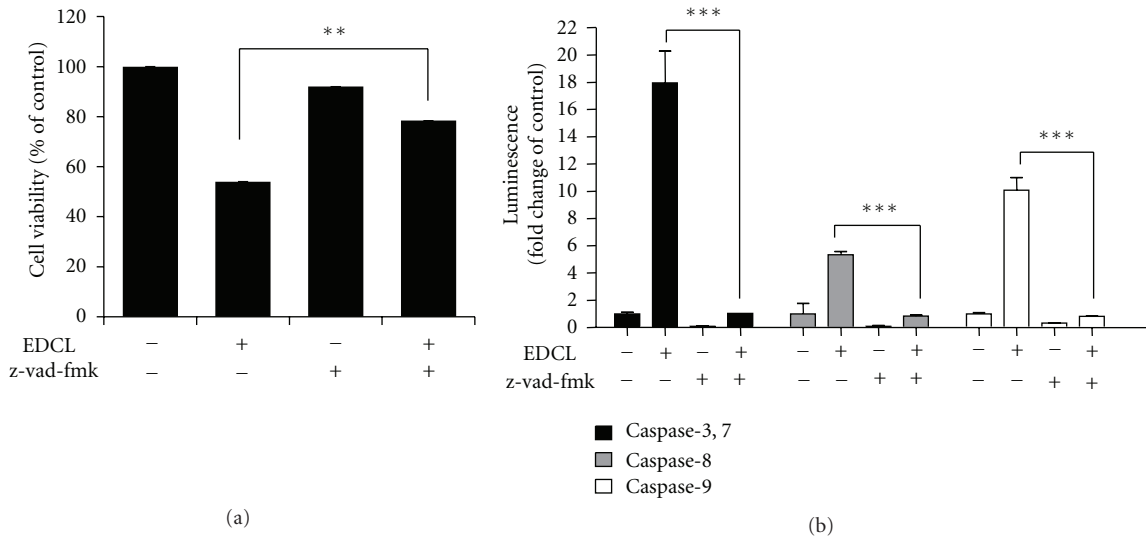 120
100
80
60
40
20
0
Cell viability (% of control)
**
EDCL − + − +
z-vad-fmk − − + +
(a)
22
20
18
16
14
12
10
8
6
4
2
0
Luminescence
(fold change of control)
***
***
***
EDCL − + − + − + − + − + − +
z-vad-fmk − − + + − − + + − − + +
Caspase-3, 7
Caspase-8
Caspase-9
(b)